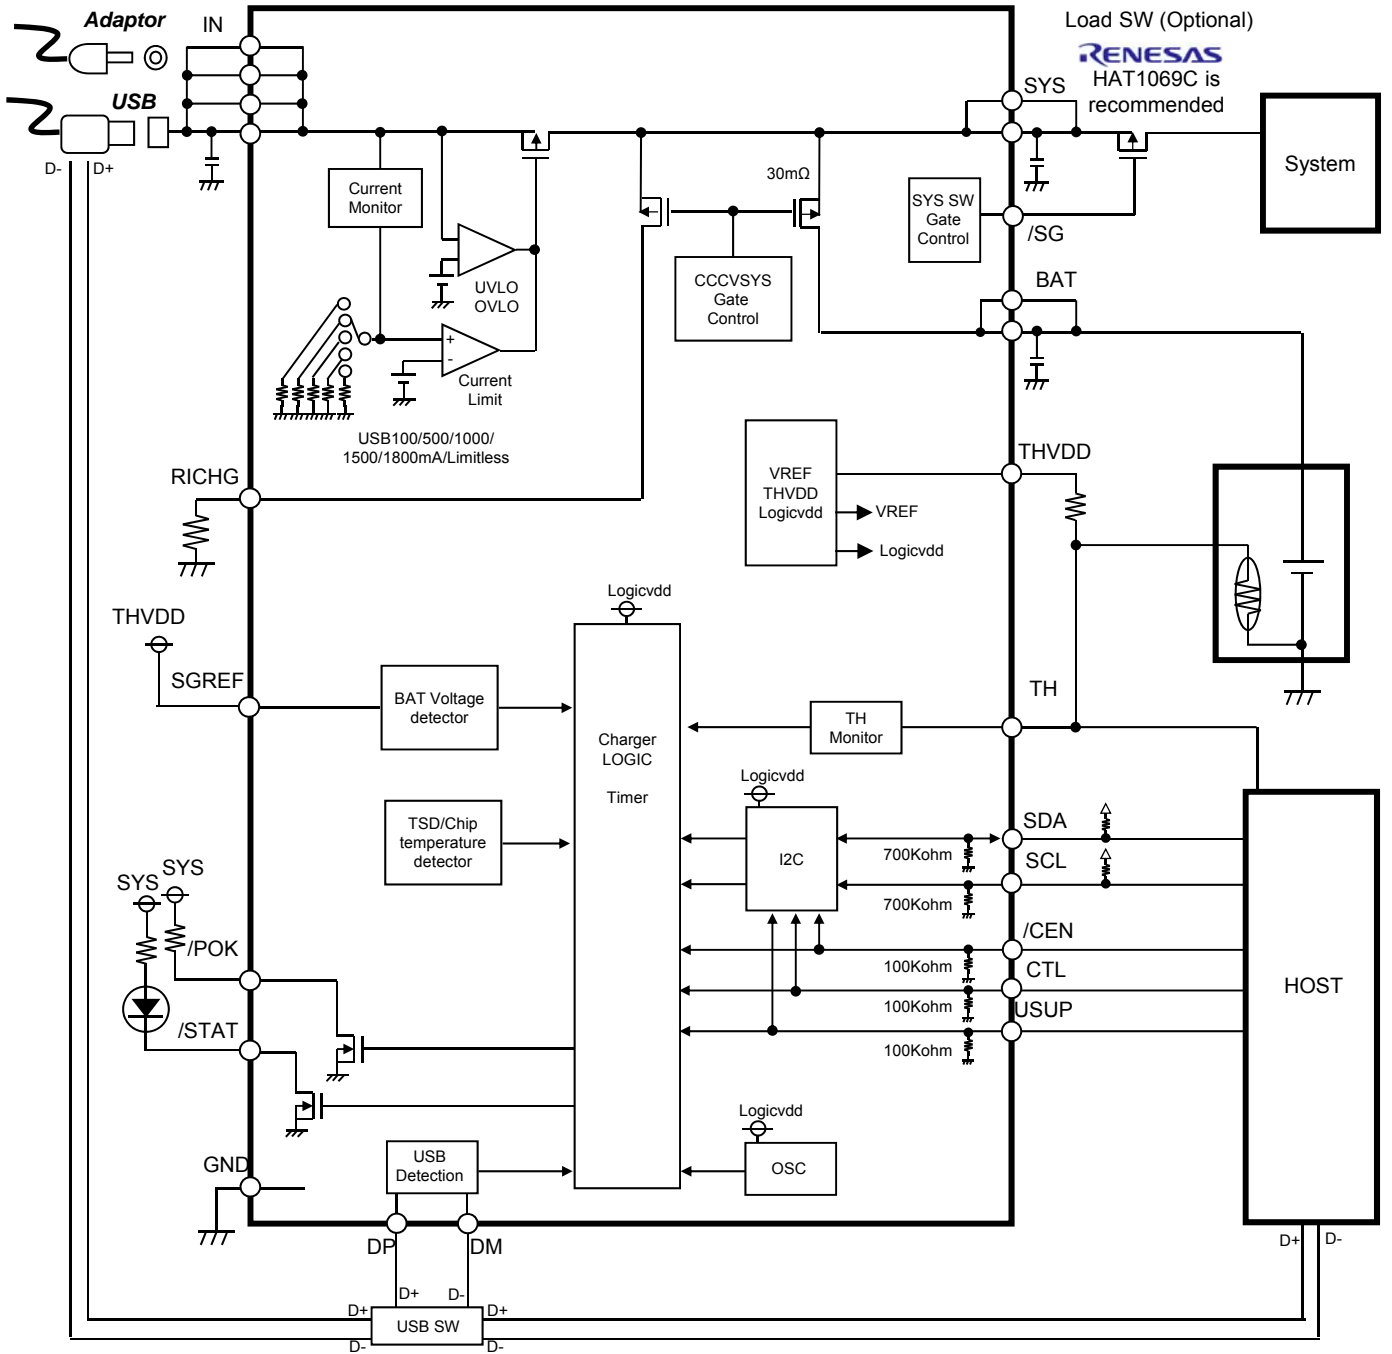 Adaptor
IN
Load SW (Optional)
RENESAS
HAT1069C is
recommended
USB
SYS
D-
D+
System
Current
Monitor
30mΩ
SYS SW
Gate
Control
/SG
UVLO
OVLO
CCCVSYS
Gate
Control
BAT
+
-
Current
Limit
USB100/500/1000/
1500/1800mA/Limitless
RICHG
VREF
THVDD
Logicvdd
THVDD
VREF
Logicvdd
Logicvdd
THVDD
SGREF
BAT Voltage
detector
Charger
LOGIC
Timer
TH
Monitor
TH
Logicvdd
TSD/Chip
temperature
detector
I2C
700Kohm
SDA
SCL
700Kohm
SYS
SYS
/POK
/CEN
100Kohm
CTL
100Kohm
USUP
100Kohm
HOST
/STAT
Logicvdd
USB
Detection
OSC
GND
DP
DM
D+
D-
D+
D-
D+
D-
USB SW
D+
D-